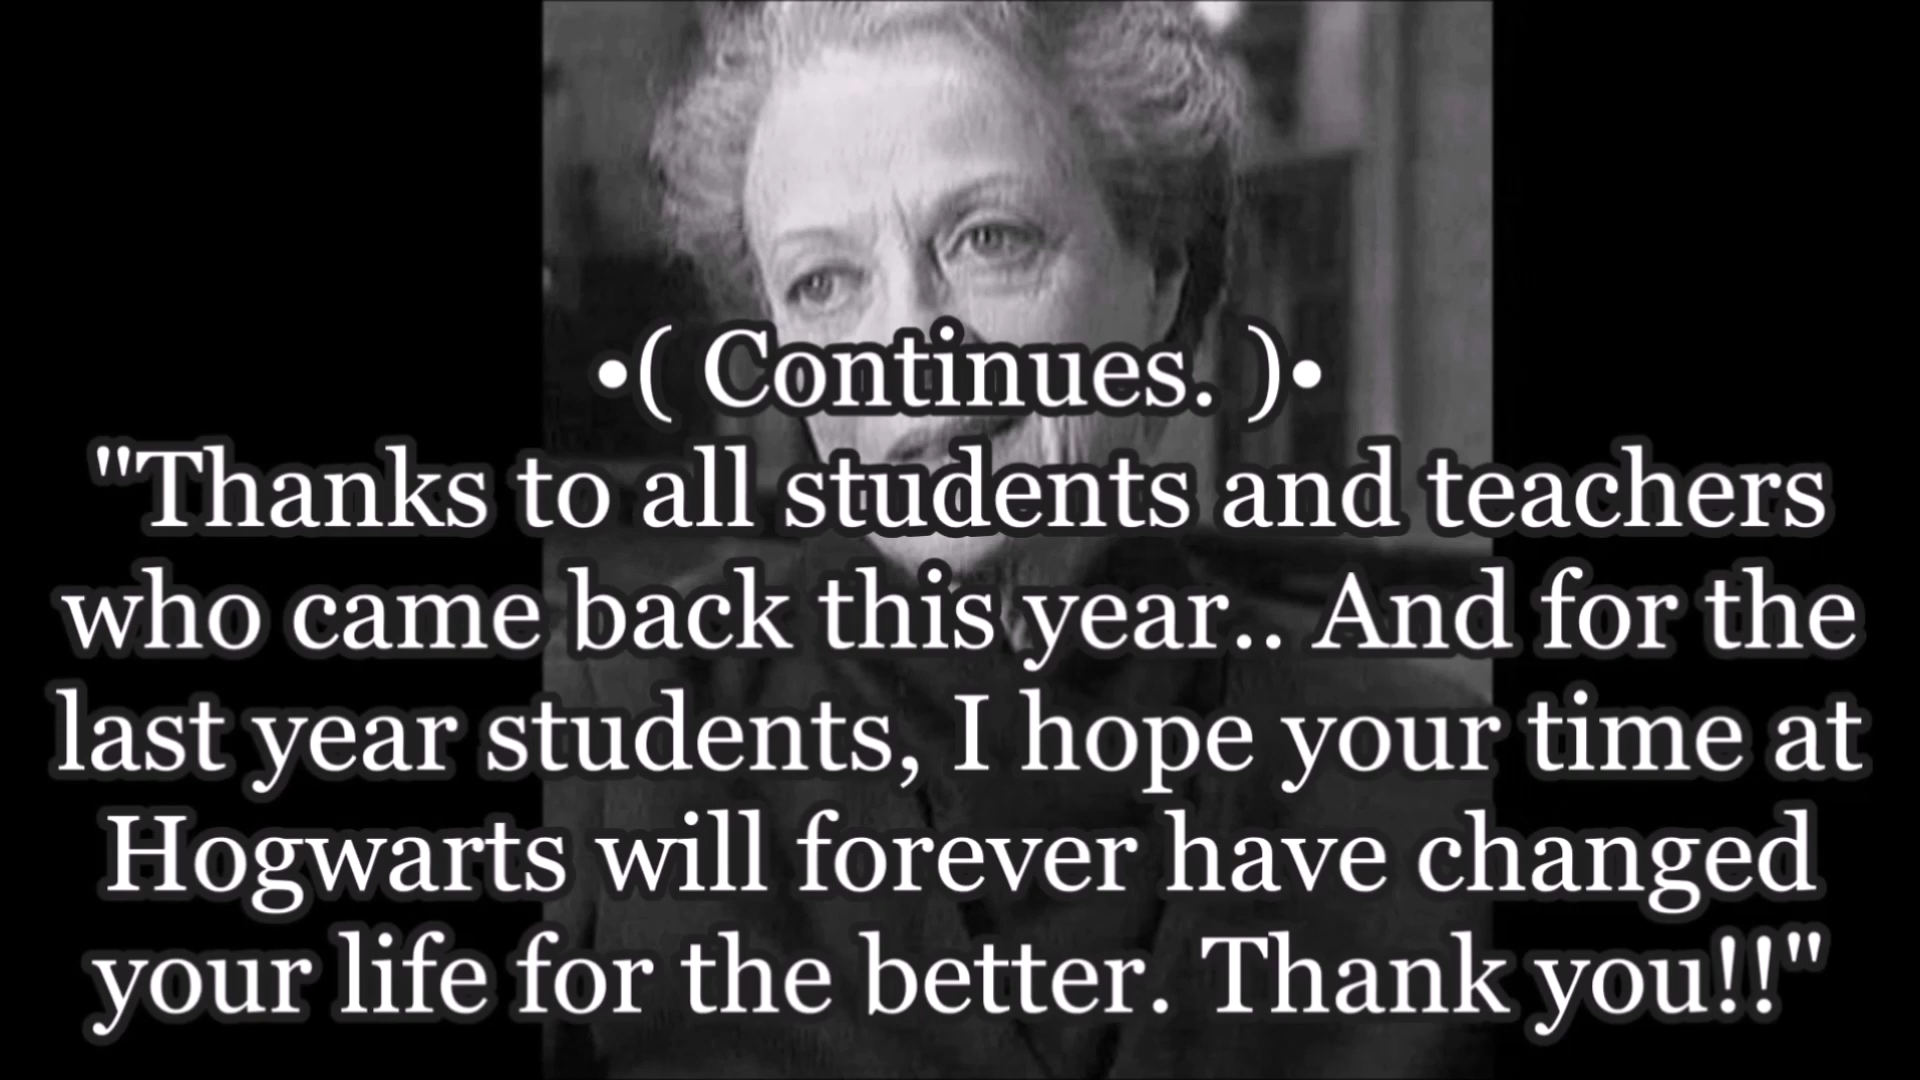 •( Continues. )•
"Thanks to all students and teachers
who came back this year.. And for the
last year students, I hope your time at
Hogwarts will forever have changed
your life for the better. Thank you!!"